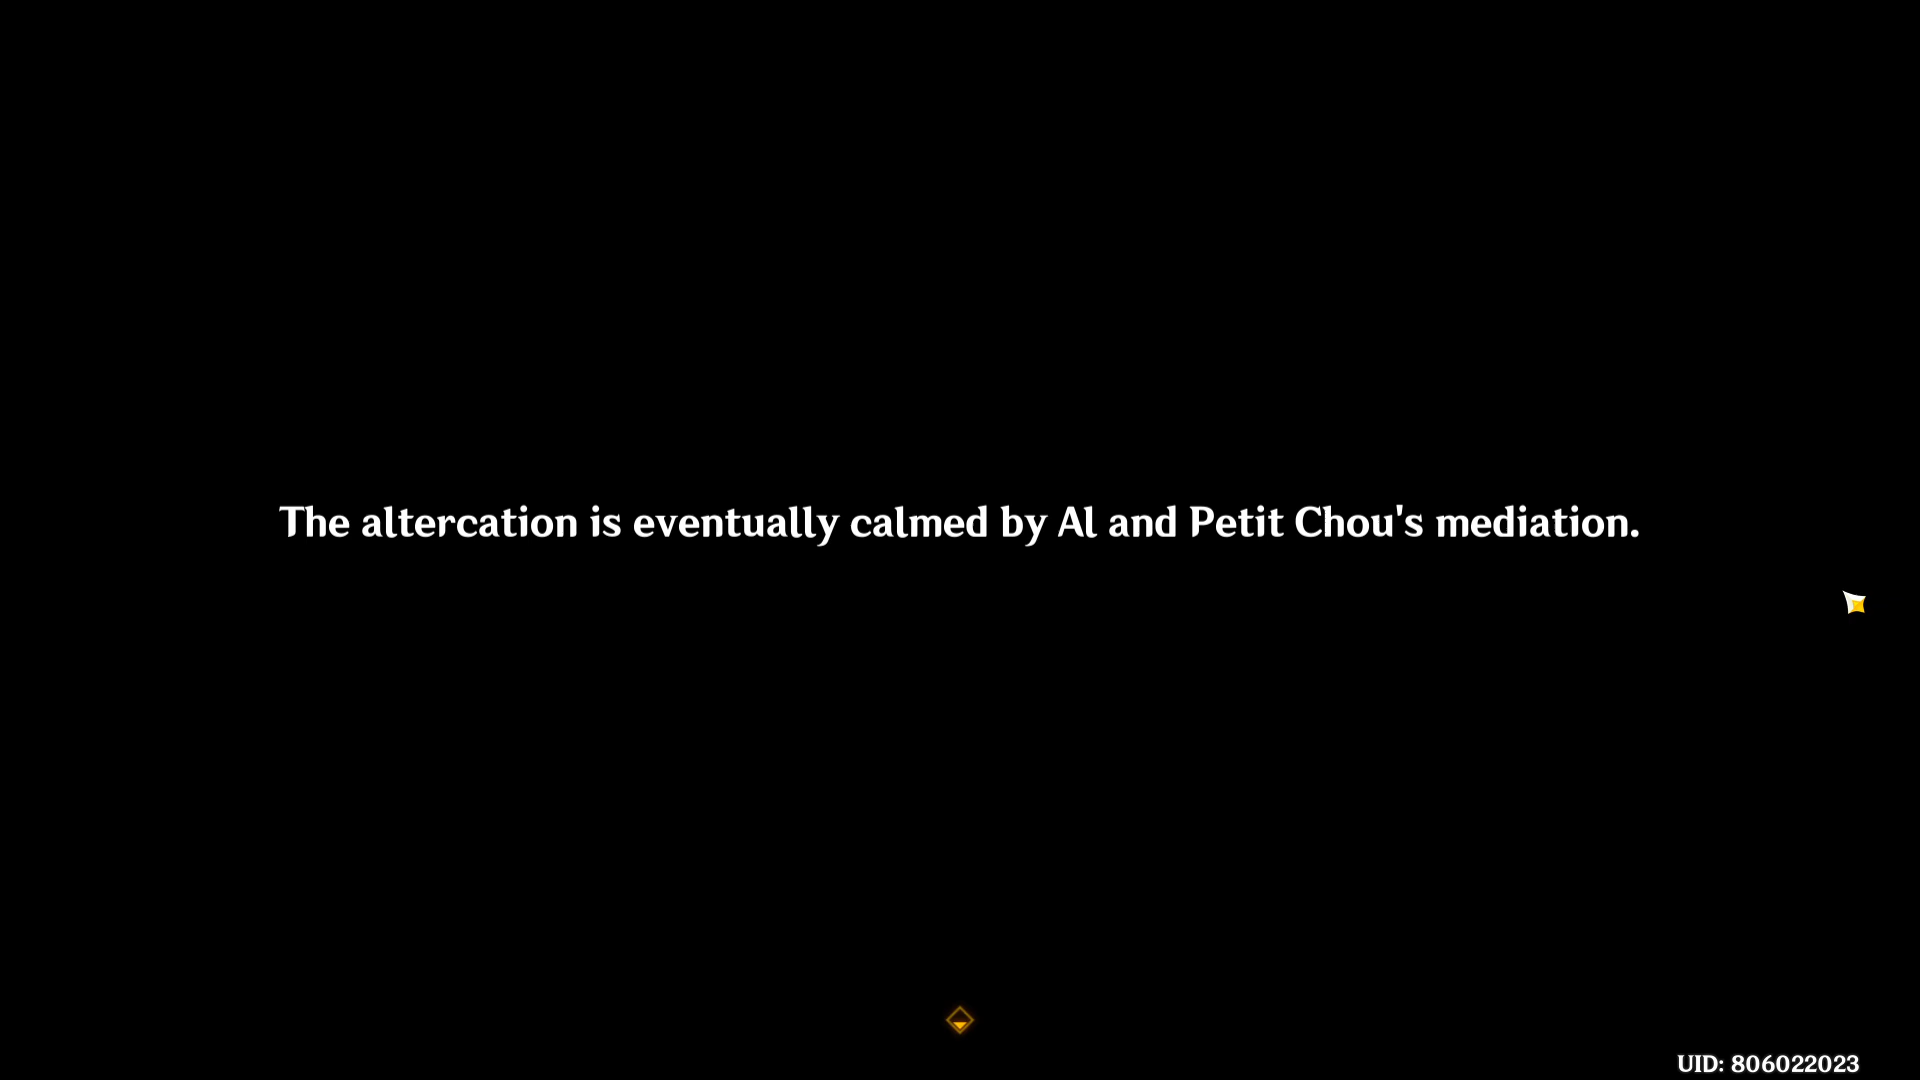 The altercation is eventually calmed by Al and Petit Chou's mediation.
UID: 806022023